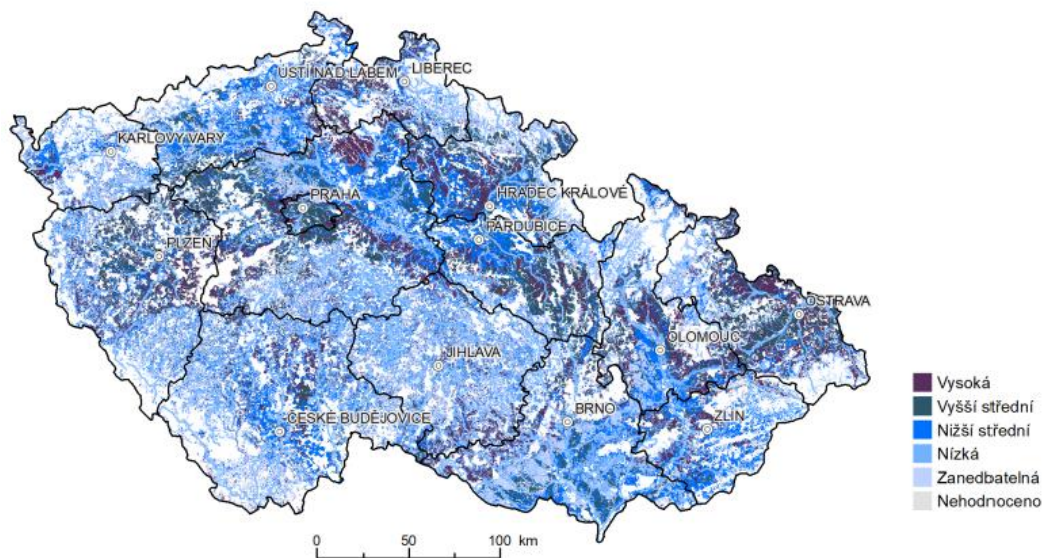 ÚSTÍ NAD LABEM
LIBEREC
KARLOVY VARY
HRADEC KRÁLOVÉ
PRAHA
PARDUBICE
PLZEŇ
OSTRAVA
OLOMOUC
JIHLAVA
ČESKÉ BUDĚJOVICE
BRNO
ZLÍN
Vysoká
Vyšší střední
Nižší střední
Nízká
Zanedbatelná
Nehodnoceno
0 50 100 km